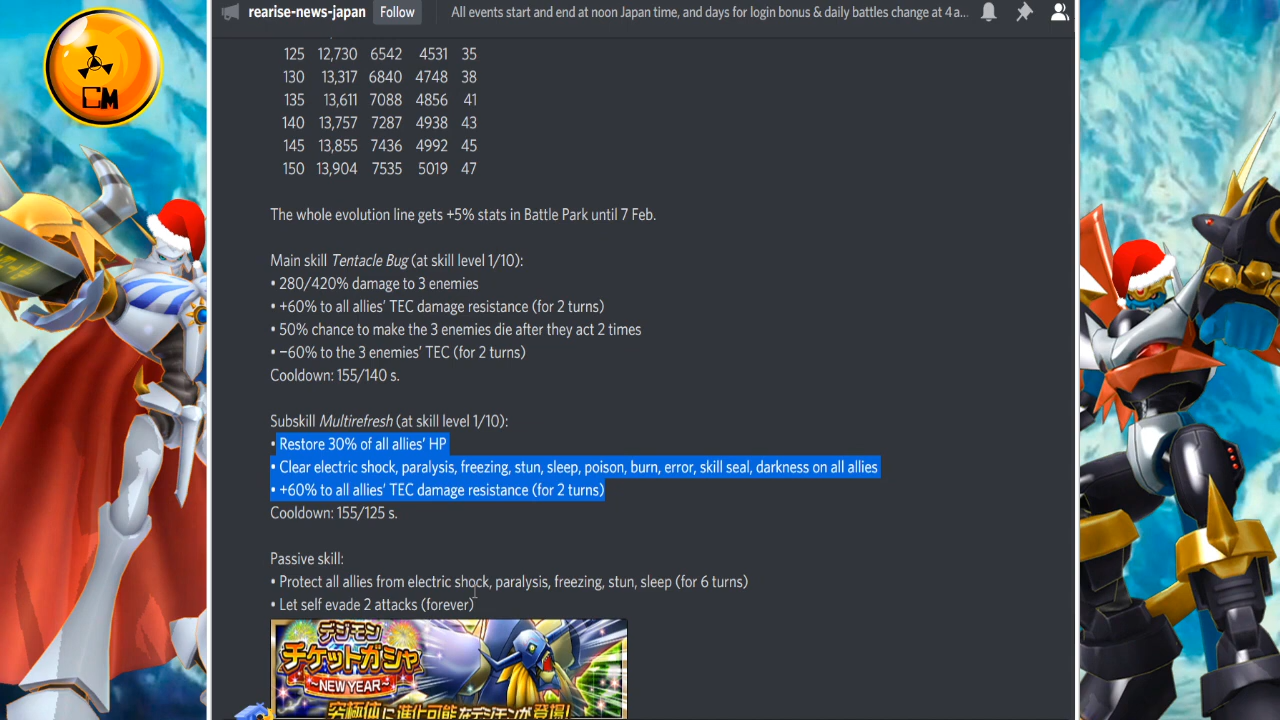 rearise-news-japan Follow All events start and end at noon Japan time, and days for login bonus & daily battles change at 4 a...
CM
125 12,730 6542 4531 35
130 13,317 6840 4748 38
135 13,611 7088 4856 41
140 13,757 7287 4938 43
145 13,855 7436 4992 45
150 13,904 7535 5019 47
The whole evolution line gets +5% stats in Battle Park until 7 Feb.
Main skill Tentacle Bug (at skill level 1/10):
• 280/420% damage to 3 enemies
• +60% to all allies’ TEC damage resistance (for 2 turns)
• 50% chance to make the 3 enemies die after they act 2 times
• −60% to the 3 enemies’ TEC (for 2 turns)
Cooldown: 155/140 s.
Subskill Multirefresh (at skill level 1/10):
• Restore 30% of all allies’ HP
• Clear electric shock, paralysis, freezing, stun, sleep, poison, burn, error, skill seal, darkness on all allies
• +60% to all allies’ TEC damage resistance (for 2 turns)
Cooldown: 155/125 s.
Passive skill:
• Protect all allies from electric shock, paralysis, freezing, stun, sleep (for 6 turns)
• Let self evade 2 attacks (forever)
デジモン
チケットガシャ
~NEW YEAR~
究極体に進化可能なデジモンが登場!